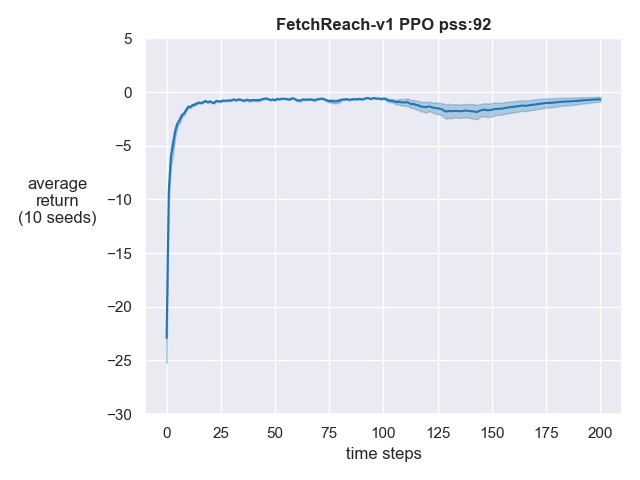 FetchReach-v1 PPO pss:92
5
0
−5
−10
−15
−20
−25
−30
average
return
(10 seeds)
0 25 50 75 100 125 150 175 200
time steps